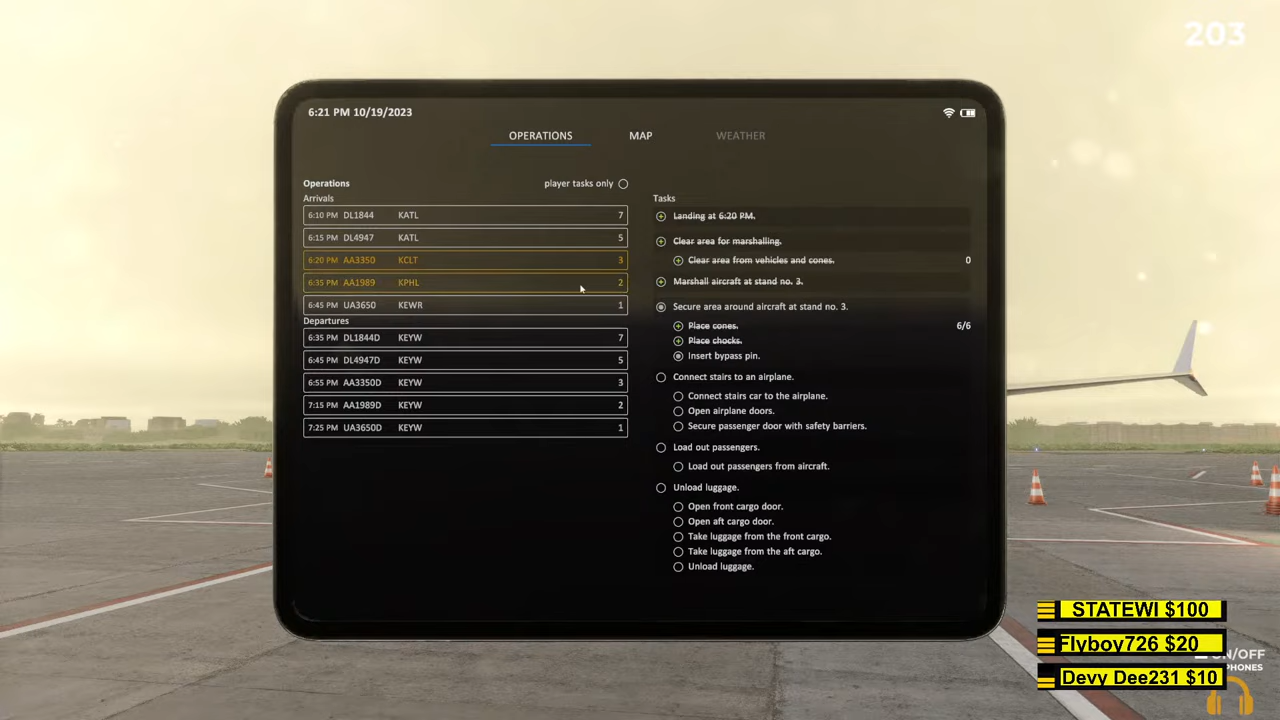 203
6:21 PM 10/19/2023
OPERATIONS MAP WEATHER
Operations player tasks only
Arrivals
6:10 PM DL1844 KATL 7
6:15 PM DL4947 KATL 5
6:20 PM AA3350 KCLT 3
6:35 PM AA1989 KPHL 2
6:45 PM UA3650 KEWR 1
Departures
6:35 PM DL1844D KEYW 7
6:45 PM DL4947D KEYW 5
6:55 PM AA3350D KEYW 3
7:15 PM AA1989D KEYW 2
7:25 PM UA3650D KEYW 1
Tasks
Landing at 6:20 PM.
Clear area for marshalling.
Clear area from vehicles and cones. 0
Marshall aircraft at stand no. 3.
Secure area around aircraft at stand no. 3.
Place cones. 6/6
Place chocks.
Insert bypass pin.
Connect stairs to an airplane.
Connect stairs car to the airplane.
Open airplane doors.
Secure passenger door with safety barriers.
Load out passengers.
Load out passengers from aircraft.
Unload luggage.
Open front cargo door.
Open aft cargo door.
Take luggage from the front cargo.
Take luggage from the aft cargo.
Unload luggage.
STATEWI $100
Flyboy726 $20
/OFF
PHONES
Devy Dee231 $10